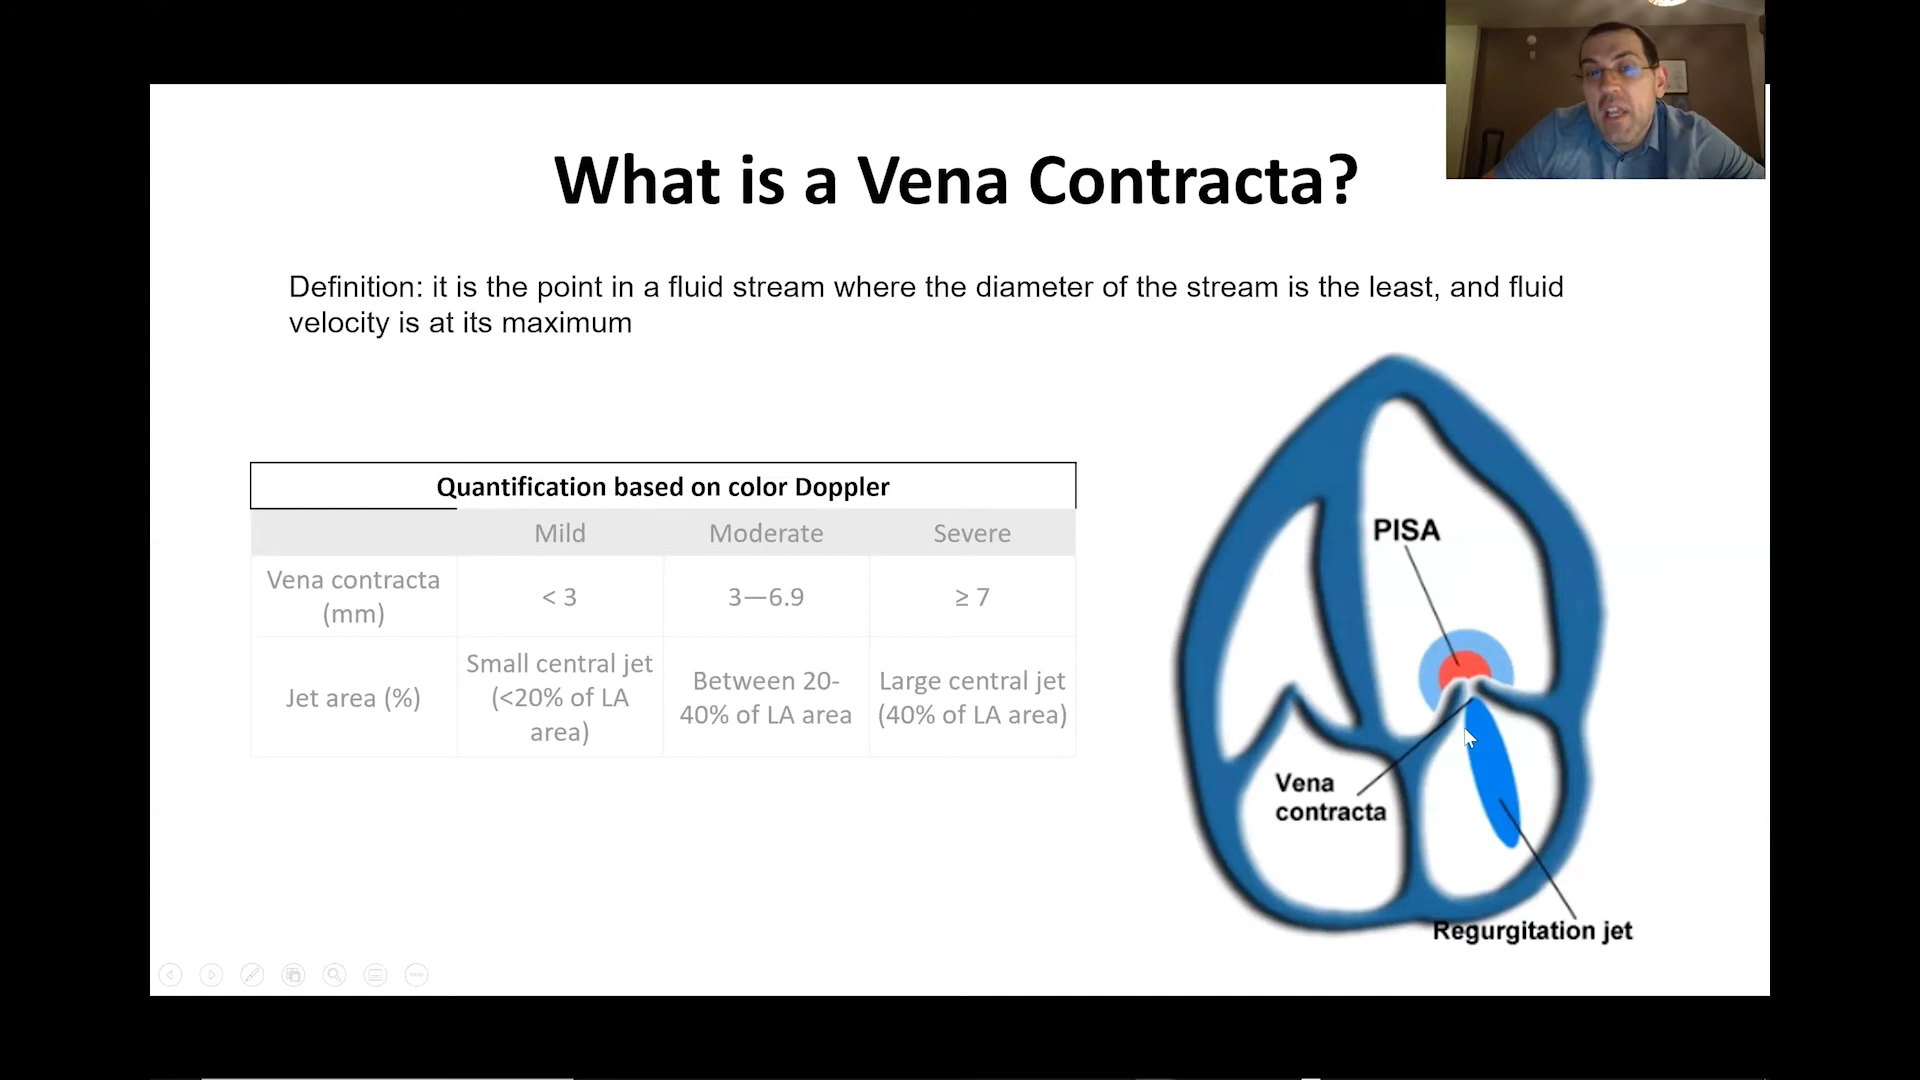 What is a Vena Contracta?
Definition: it is the point in a fluid stream where the diameter of the stream is the least, and fluid
velocity is at its maximum
Quantification based on color Doppler
Mild Moderate Severe
Vena contracta
(mm)
< 3
3—6.9
≥ 7
Jet area (%)
Small central jet
(<20% of LA
area)
Between 20-
40% of LA area
Large central jet
(40% of LA area)
PISA
Vena
contracta
Regurgitation jet